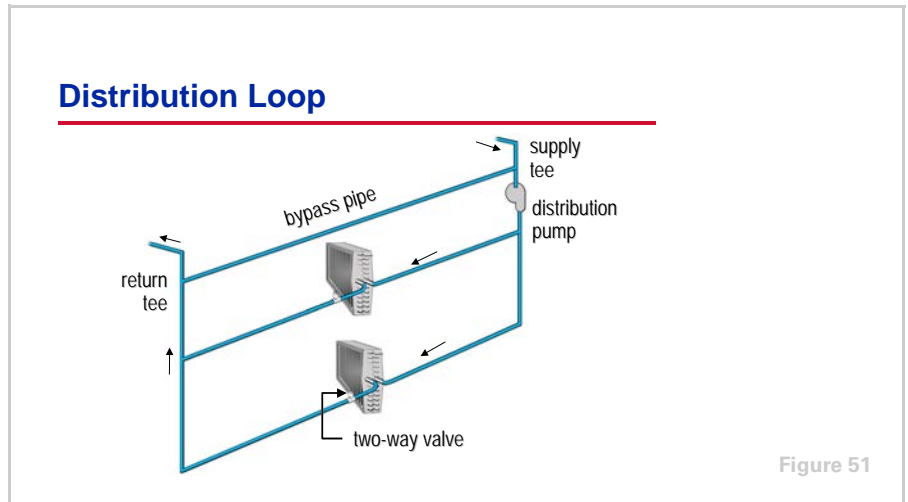 Distribution Loop
supply
tee
bypass pipe
distribution
pump
return
tee
two-way valve
Figure 51